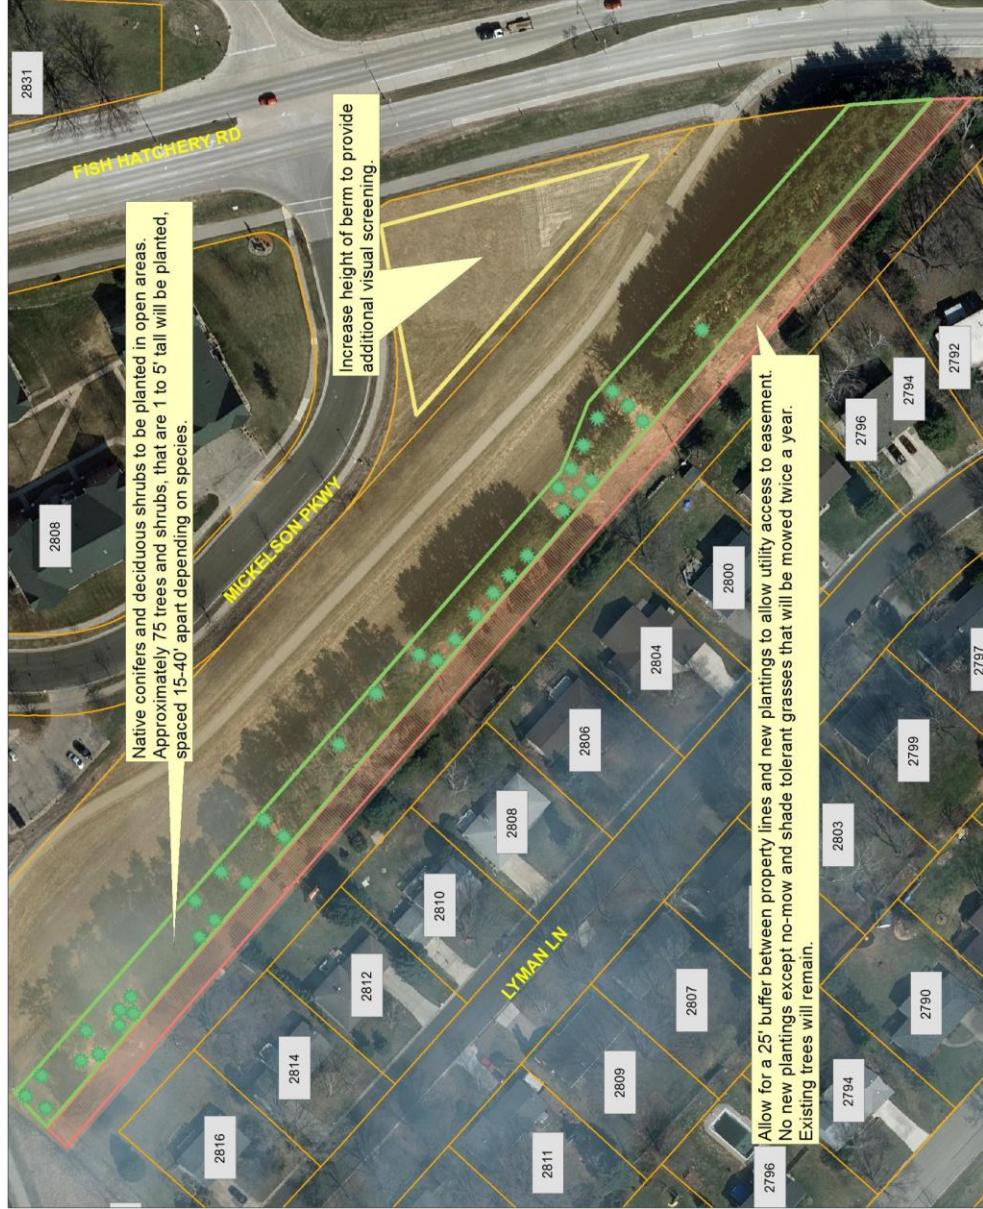 2831
FISH HATCHERY RD
Native conifers and deciduous shrubs to be planted in open areas.
Approximately 75 trees and shrubs, that are 1 to 5' tall will be planted,
spaced 15-40' apart depending on species.
Increase height of berm to provide
additional visual screening.
2808
MICKELSON PKWY
2792
2794
2796
2800
2804
2797
2806
2799
2808
2803
2810
LYMAN LN
2812
2807
2790
2814
2809
2794
2816
2811
2796
Allow for a 25' buffer between property lines and new plantings to allow utility access to easement.
No new plantings except no-mow and shade tolerant grasses that will be mowed twice a year.
Existing trees will remain.